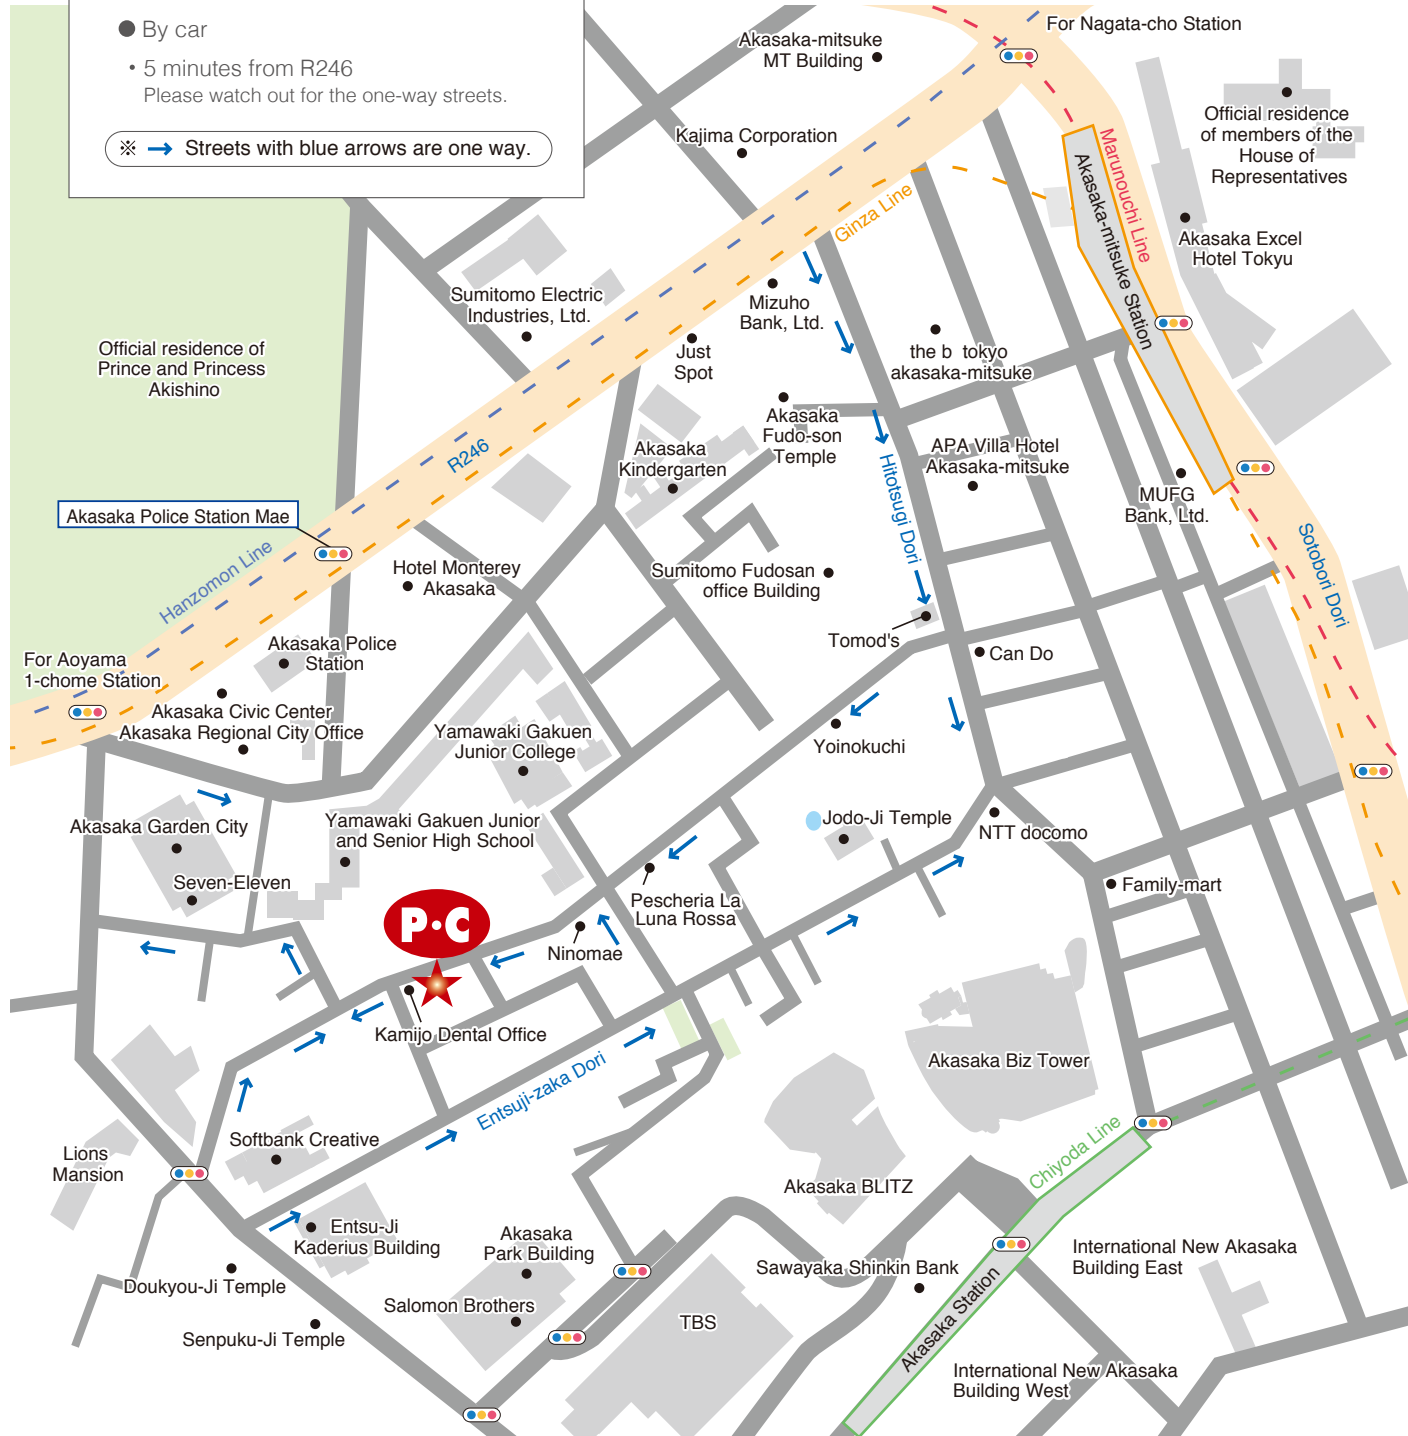 ● By car
• 5 minutes from R246
Please watch out for the one-way streets.
※ → Streets with blue arrows are one way.
For Nagata-cho Station
Akasaka-mitsuke
MT Building
Kajima Corporation
Official residence
of members of the
House of
Representatives
Marunouchi Line
Akasaka-mitsuke Station
Ginza Line
Akasaka Excel
Hotel Tokyu
Sumitomo Electric
Industries, Ltd.
Mizuho
Bank, Ltd.
Just
Spot
the b tokyo
akasaka-mitsuke
Official residence of
Prince and Princess
Akishino
Akasaka
Fudo-son
Temple
R246
Akasaka
Kindergarten
APA Villa Hotel
Akasaka-mitsuke
Hitotsugi Dori
MUFG
Bank, Ltd.
Akasaka Police Station Mae
Sotobori Dori
Hanzomon Line
Hotel Monterey
Akasaka
Sumitomo Fudosan
office Building
Tomod's
Can Do
Akasaka Police
Station
For Aoyama
1-chome Station
Akasaka Civic Center
Akasaka Regional City Office
Yamawaki Gakuen
Junior College
Yoinokuchi
Akasaka Garden City
Yamawaki Gakuen Junior
and Senior High School
Jodo-Ji Temple
NTT docomo
Seven-Eleven
Family-mart
Pescheria La
Luna Rossa
P·C
Ninomae
Kamijo Dental Office
Akasaka Biz Tower
Entsuji-zaka Dori
Softbank Creative
Lions
Mansion
Chiyoda Line
Akasaka BLITZ
Entsu-Ji
Kaderius Building
Akasaka
Park Building
Sawayaka Shinkin Bank
International New Akasaka
Building East
Doukyou-Ji Temple
Salomon Brothers
TBS
Akasaka Station
Senpuku-Ji Temple
International New Akasaka
Building West